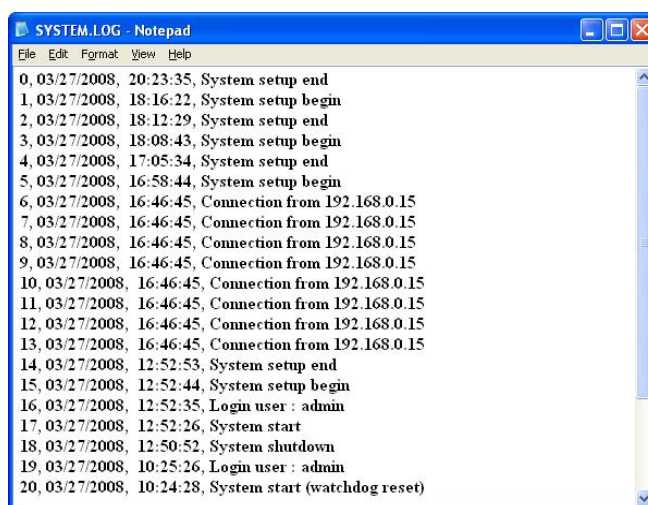 SYSTEM.LOG - Notepad
File Edit Format View Help
0, 03/27/2008, 20:23:35, System setup end
1, 03/27/2008, 18:16:22, System setup begin
2, 03/27/2008, 18:12:29, System setup end
3, 03/27/2008, 18:08:43, System setup begin
4, 03/27/2008, 17:05:34, System setup end
5, 03/27/2008, 16:58:44, System setup begin
6, 03/27/2008, 16:46:45, Connection from 192.168.0.15
7, 03/27/2008, 16:46:45, Connection from 192.168.0.15
8, 03/27/2008, 16:46:45, Connection from 192.168.0.15
9, 03/27/2008, 16:46:45, Connection from 192.168.0.15
10, 03/27/2008, 16:46:45, Connection from 192.168.0.15
11, 03/27/2008, 16:46:45, Connection from 192.168.0.15
12, 03/27/2008, 16:46:45, Connection from 192.168.0.15
13, 03/27/2008, 16:46:45, Connection from 192.168.0.15
14, 03/27/2008, 12:52:53, System setup end
15, 03/27/2008, 12:52:44, System setup begin
16, 03/27/2008, 12:52:35, Login user : admin
17, 03/27/2008, 12:52:26, System start
18, 03/27/2008, 12:50:52, System shutdown
19, 03/27/2008, 10:25:26, Login user : admin
20, 03/27/2008, 10:24:28, System start (watchdog reset)